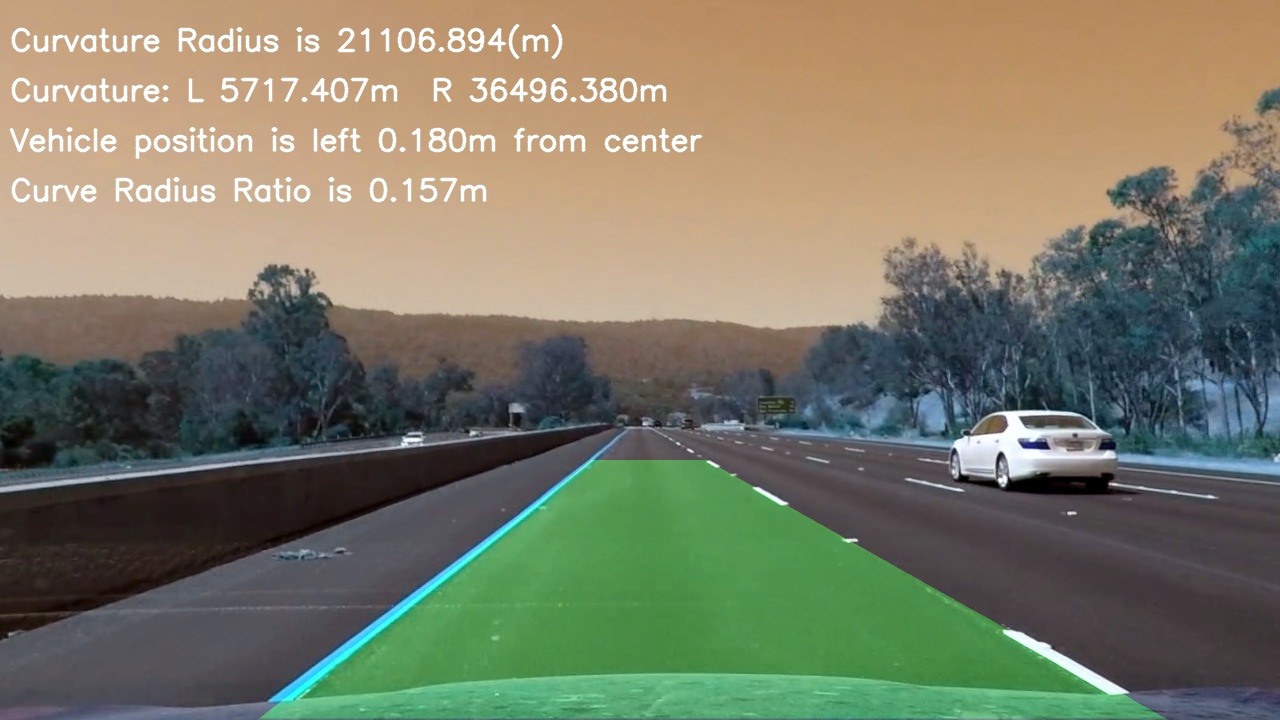 Curvature Radius is 21106.894(m)
Curvature: L 5717.407m R 36496.380m
Vehicle position is left 0.180m from center
Curve Radius Ratio is 0.157m